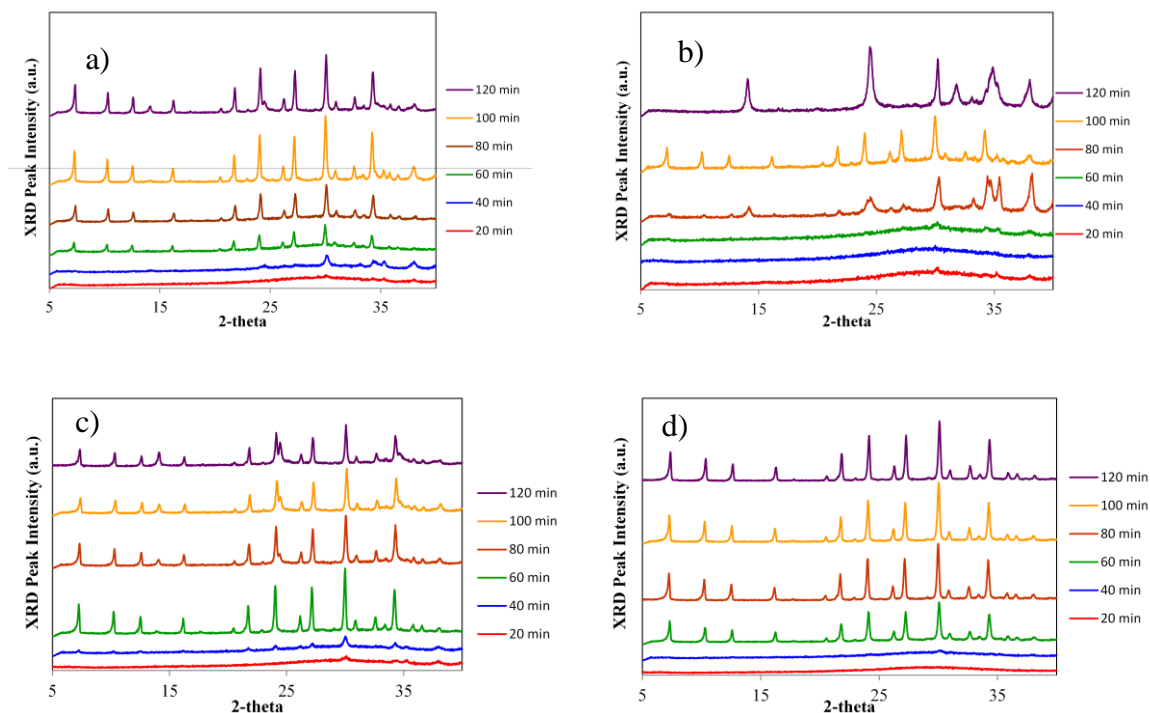 a)
XRD Peak Intensity (a.u.)
120 min
100 min
80 min
60 min
40 min
20 min
5 15 25 35
2-theta
b)
XRD Peak Intensity (a.u.)
120 min
100 min
80 min
60 min
40 min
20 min
5 15 25 35
2-theta
c)
XRD Peak Intensity (a.u.)
120 min
100 min
80 min
60 min
40 min
20 min
5 15 25 35
2-theta
d)
XRD Peak Intensity (a.u.)
120 min
100 min
80 min
60 min
40 min
20 min
5 15 25 35
2-theta